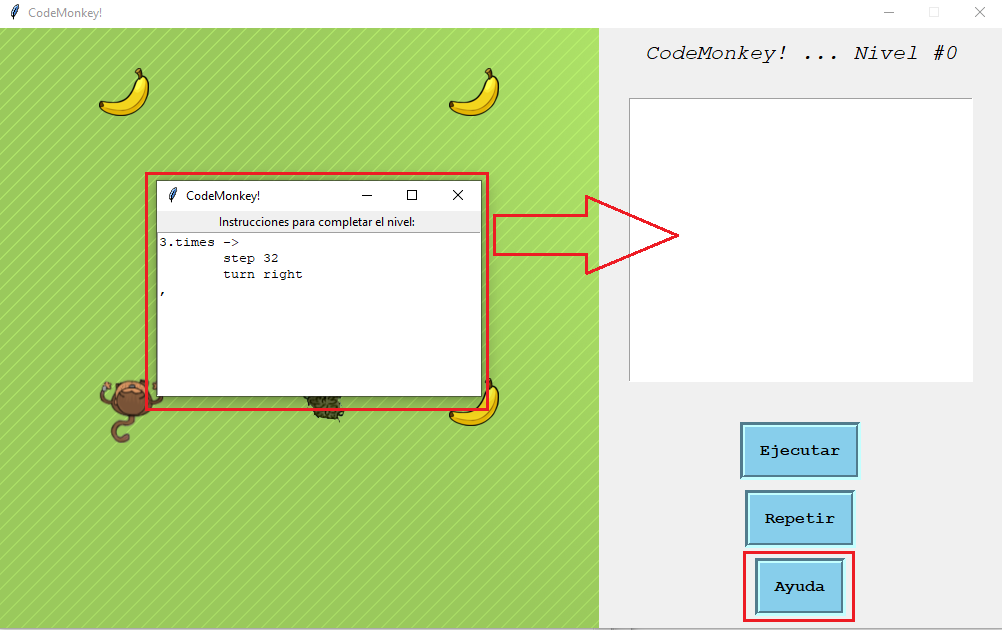 CodeMonkey!
CodeMonkey! ... Nivel #0
CodeMonkey!
Instrucciones para completar el nivel:
3.times ->
step 32
turn right
,
Ejecutar
Repetir
Ayuda